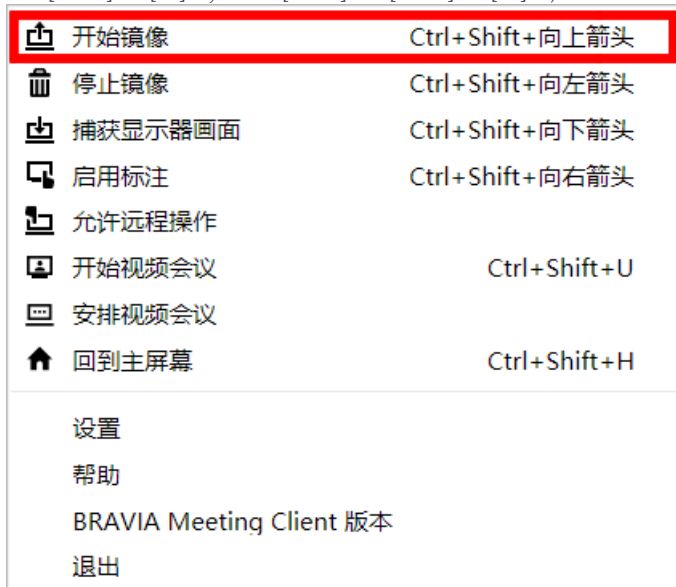 开始镜像 Ctrl+Shift+向上箭头
停止镜像 Ctrl+Shift+向左箭头
捕获显示器画面 Ctrl+Shift+向下箭头
启用标注 Ctrl+Shift+向右箭头
允许远程操作
开始视频会议 Ctrl+Shift+U
安排视频会议
回到主屏幕 Ctrl+Shift+H
设置
帮助
BRAVIA Meeting Client 版本
退出